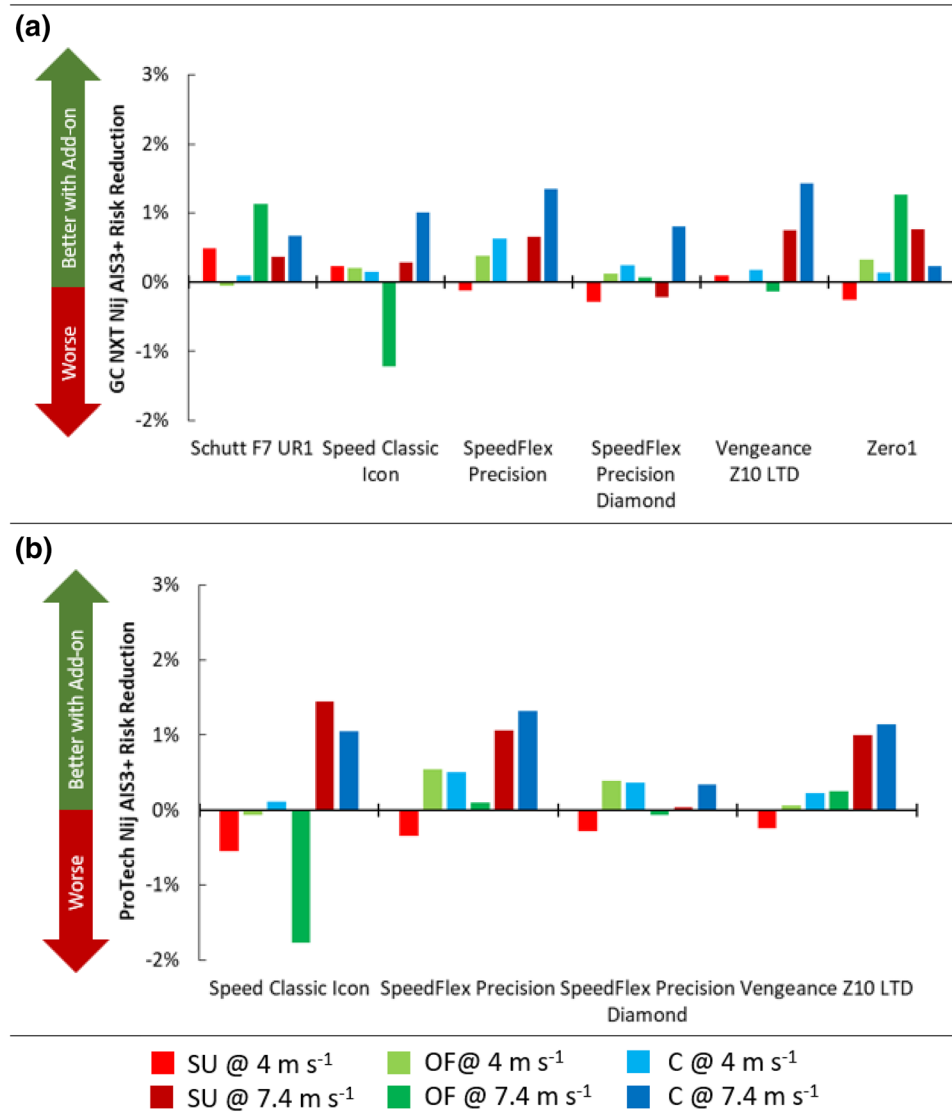 (a)
Better with Add-on
Worse
GC NXT Nij AIS3+ Risk Reduction
3%
2%
1%
0%
-1%
-2%
Schutt F7 UR1
Speed Classic
Icon
SpeedFlex
Precision
SpeedFlex
Precision
Diamond
Vengeance
Z10 LTD
Zero1
(b)
Better with Add-on
Worse
ProTech Nij AIS3+ Risk Reduction
3%
2%
1%
0%
-1%
-2%
Speed Classic Icon
SpeedFlex Precision
SpeedFlex Precision
Diamond
Vengeance Z10 LTD
SU @ 4 m s⁻¹
OF@ 4 m s⁻¹
C @ 4 m s⁻¹
SU @ 7.4 m s⁻¹
OF @ 7.4 m s⁻¹
C @ 7.4 m s⁻¹